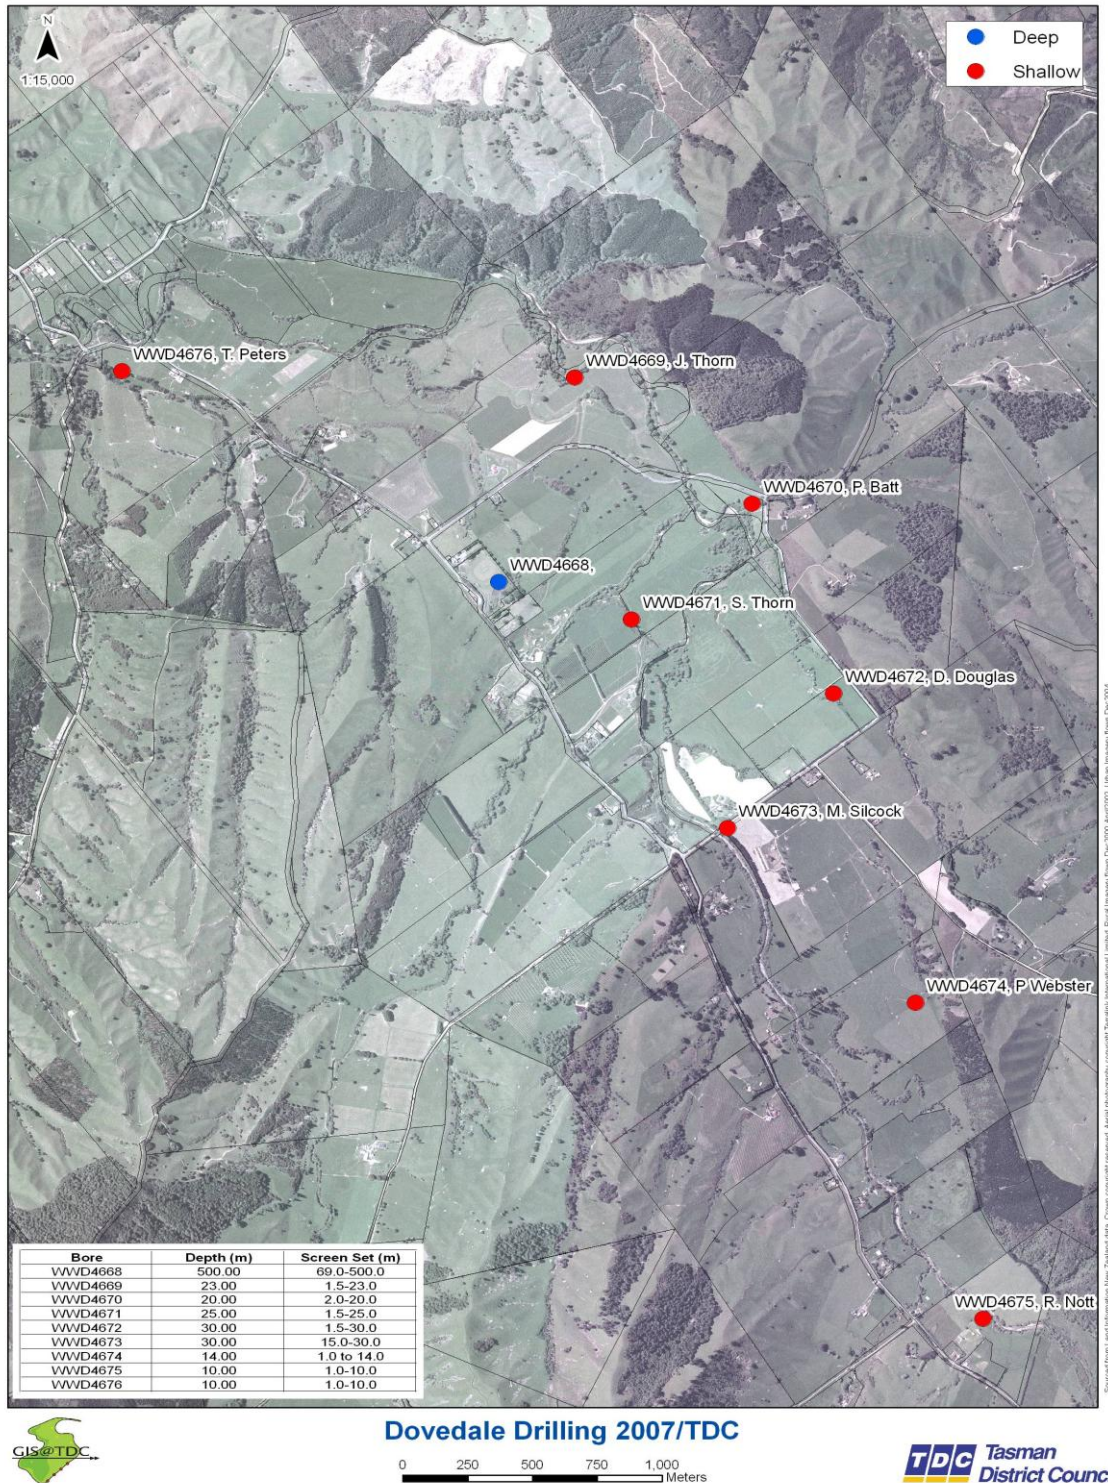 N
1:15,000
Deep
Shallow
WWD4676, T. Peters
WWD4669, J. Thorn
WWD4670, P. Batt
WWD4668,
WWD4671, S. Thorn
WWD4672, D. Douglas
WWD4673, M. Silcock
WWD4674, P Webster
WWD4675, R. Nott
Bore Depth (m) Screen Set (m)
WWD4668 500.00 69.0-500.0
WWD4669 23.00 1.5-23.0
WWD4670 20.00 2.0-20.0
WWD4671 25.00 1.5-25.0
WWD4672 30.00 1.5-30.0
WWD4673 30.00 15.0-30.0
WWD4674 14.00 1.0 to 14.0
WWD4675 10.00 1.0-10.0
WWD4676 10.00 1.0-10.0
GIS@TDC
Dovedale Drilling 2007/TDC
0 250 500 750 1,000
Meters
TDC Tasman
District Counc